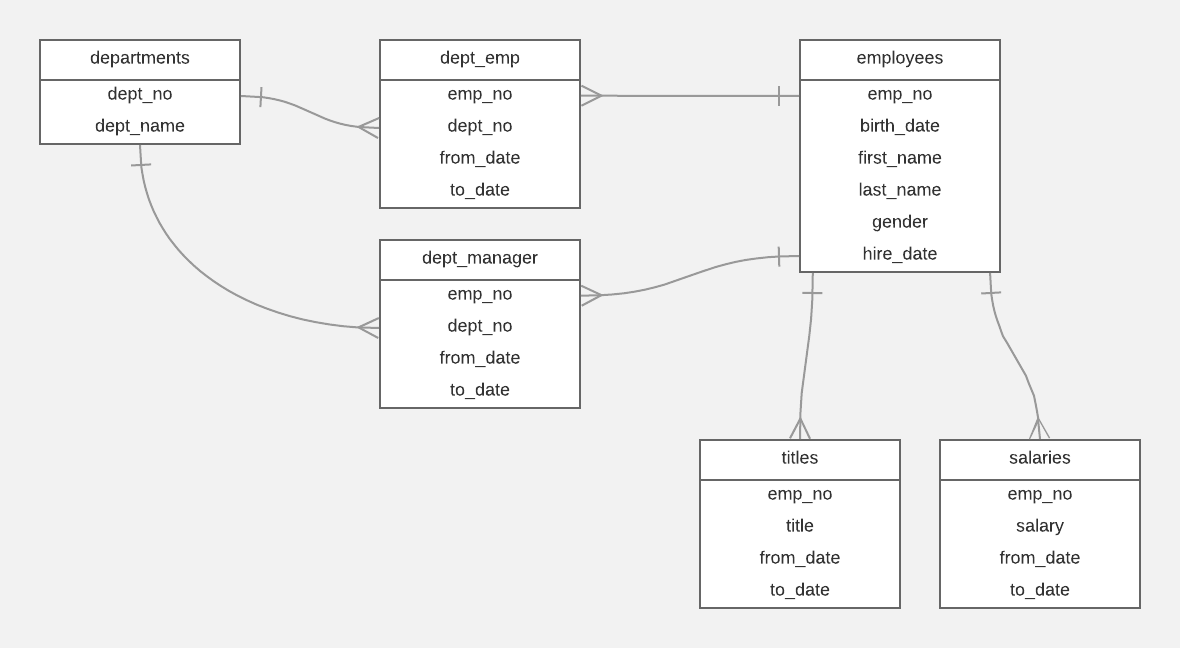 departments
dept_no
dept_name
dept_emp
emp_no
dept_no
from_date
to_date
employees
emp_no
birth_date
first_name
last_name
gender
hire_date
dept_manager
emp_no
dept_no
from_date
to_date
titles
emp_no
title
from_date
to_date
salaries
emp_no
salary
from_date
to_date